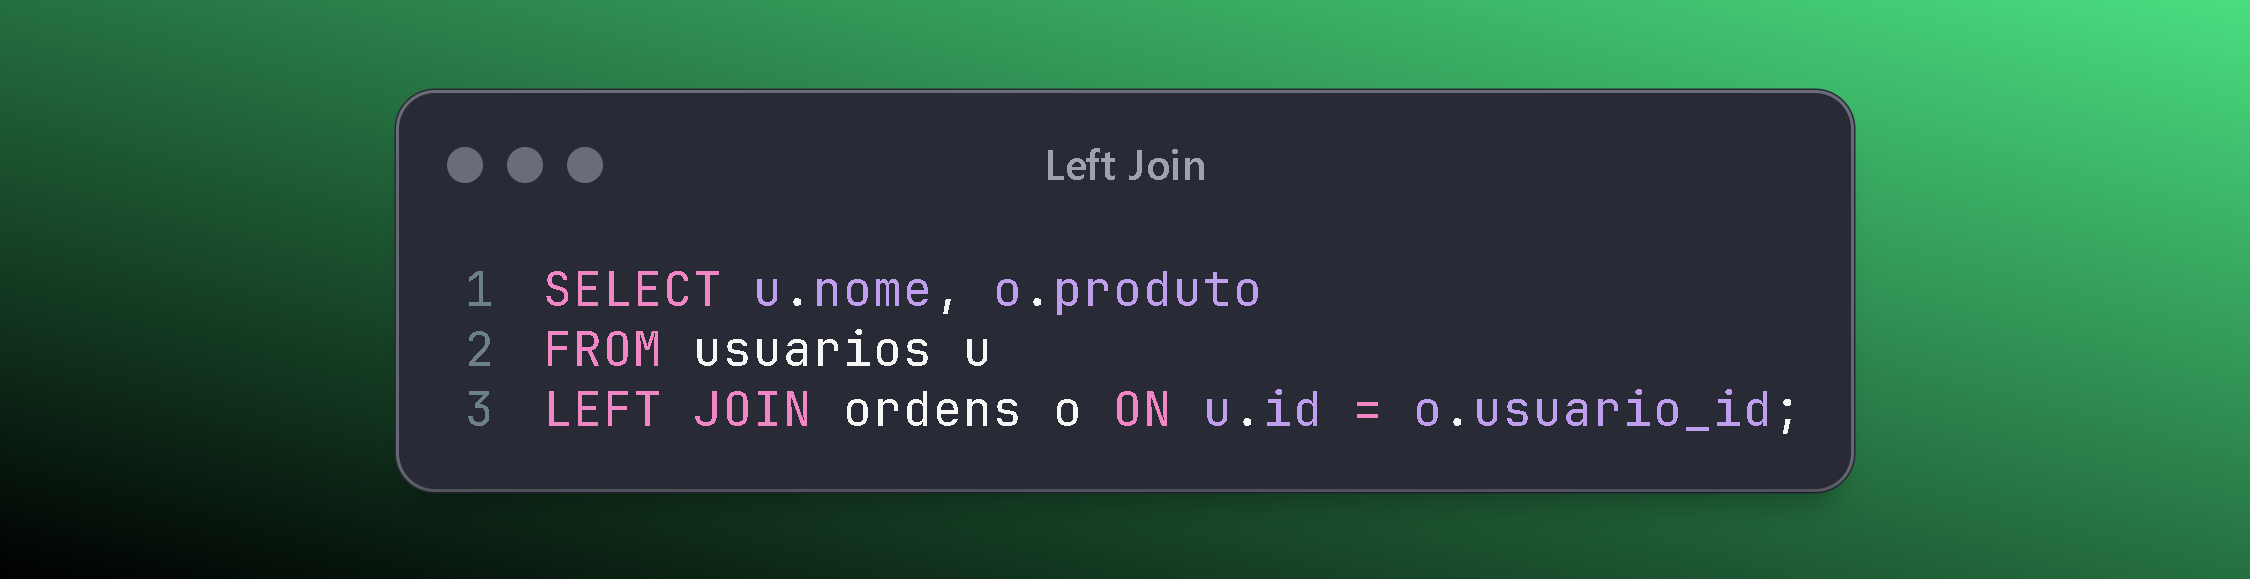 Left Join
1 SELECT u.nome, o.produto
2 FROM usuarios u
3 LEFT JOIN ordens o ON u.id = o.usuario_id;